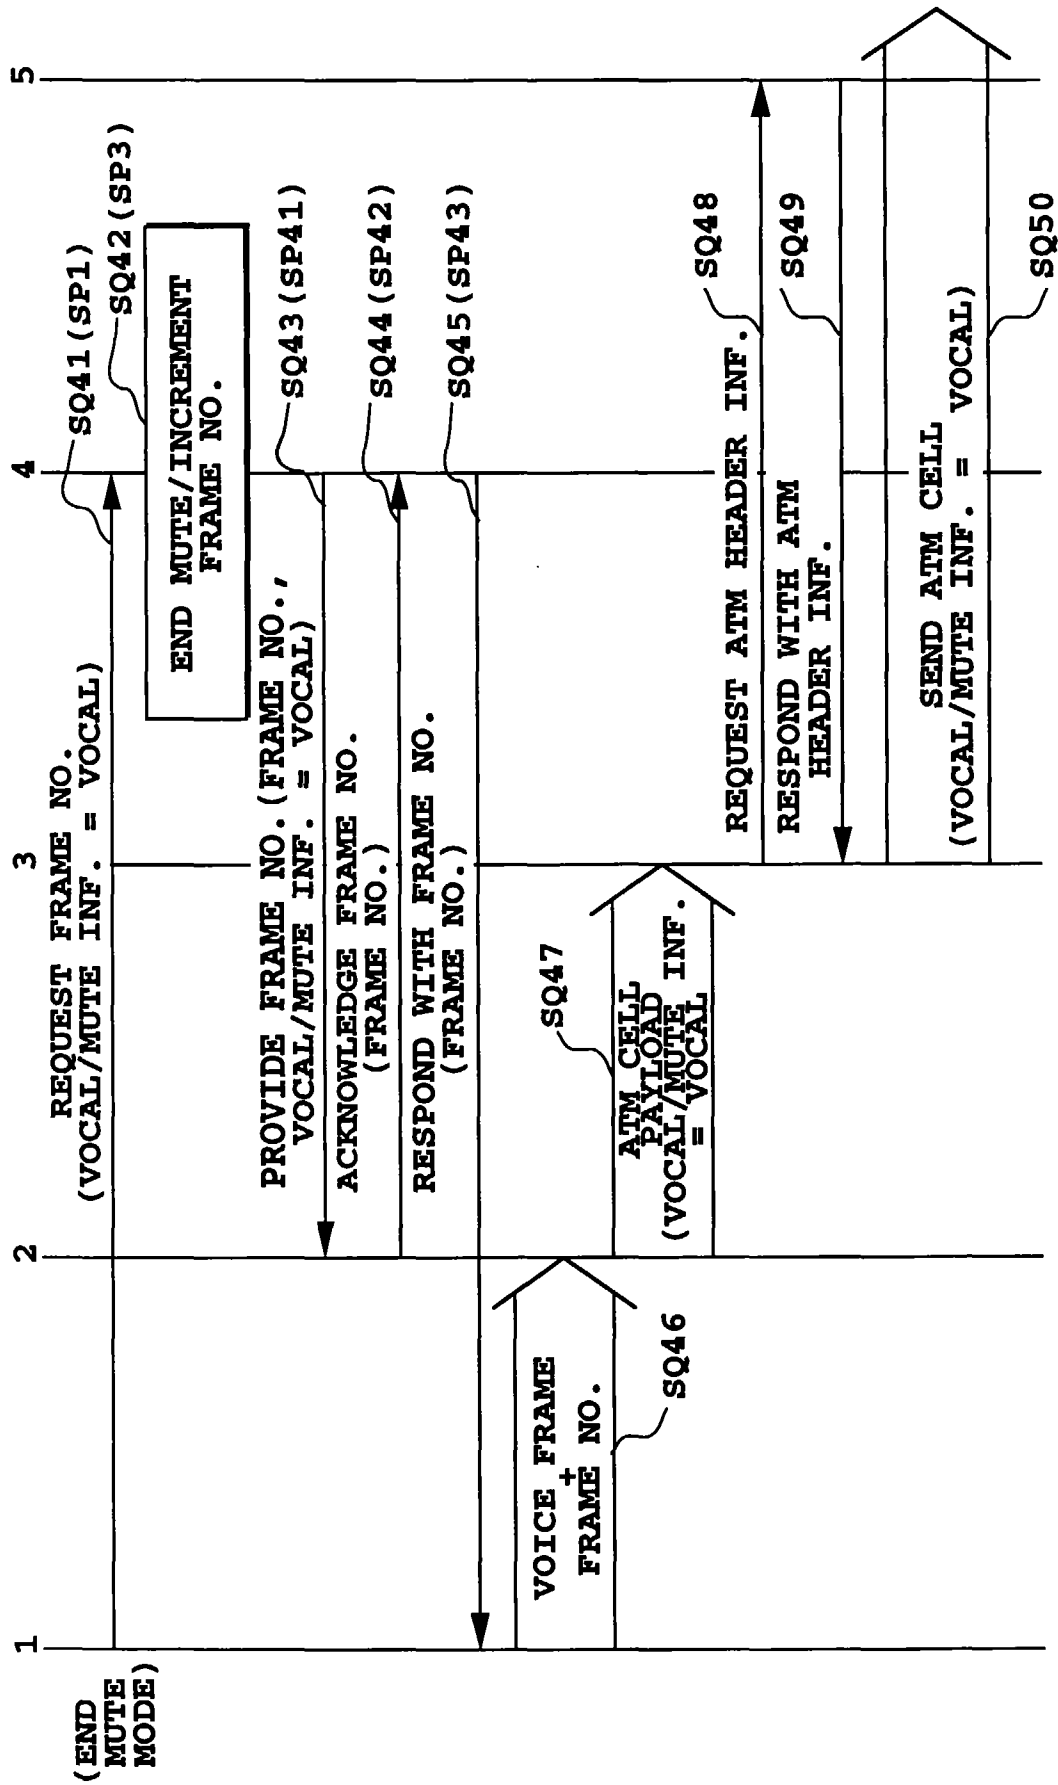 1
2
3
4
5
(END
MUTE
MODE)
REQUEST FRAME NO.
(VOCAL/MUTE INF. = VOCAL)
SQ41(SP1)
SQ42(SP3)
END MUTE/INCREMENT
FRAME NO.
PROVIDE FRAME NO.(FRAME NO.,
VOCAL/MUTE INF. = VOCAL)
SQ43(SP41)
ACKNOWLEDGE FRAME NO.
(FRAME NO.)
SQ44(SP42)
RESPOND WITH FRAME NO.
(FRAME NO.)
SQ45(SP43)
VOICE FRAME
+
FRAME NO.
SQ46
SQ47
ATM CELL
PAYLOAD
(VOCAL/MUTE INF.
= VOCAL
REQUEST ATM HEADER INF.
SQ48
RESPOND WITH ATM
HEADER INF.
SQ49
SEND ATM CELL
(VOCAL/MUTE INF. = VOCAL)
SQ50